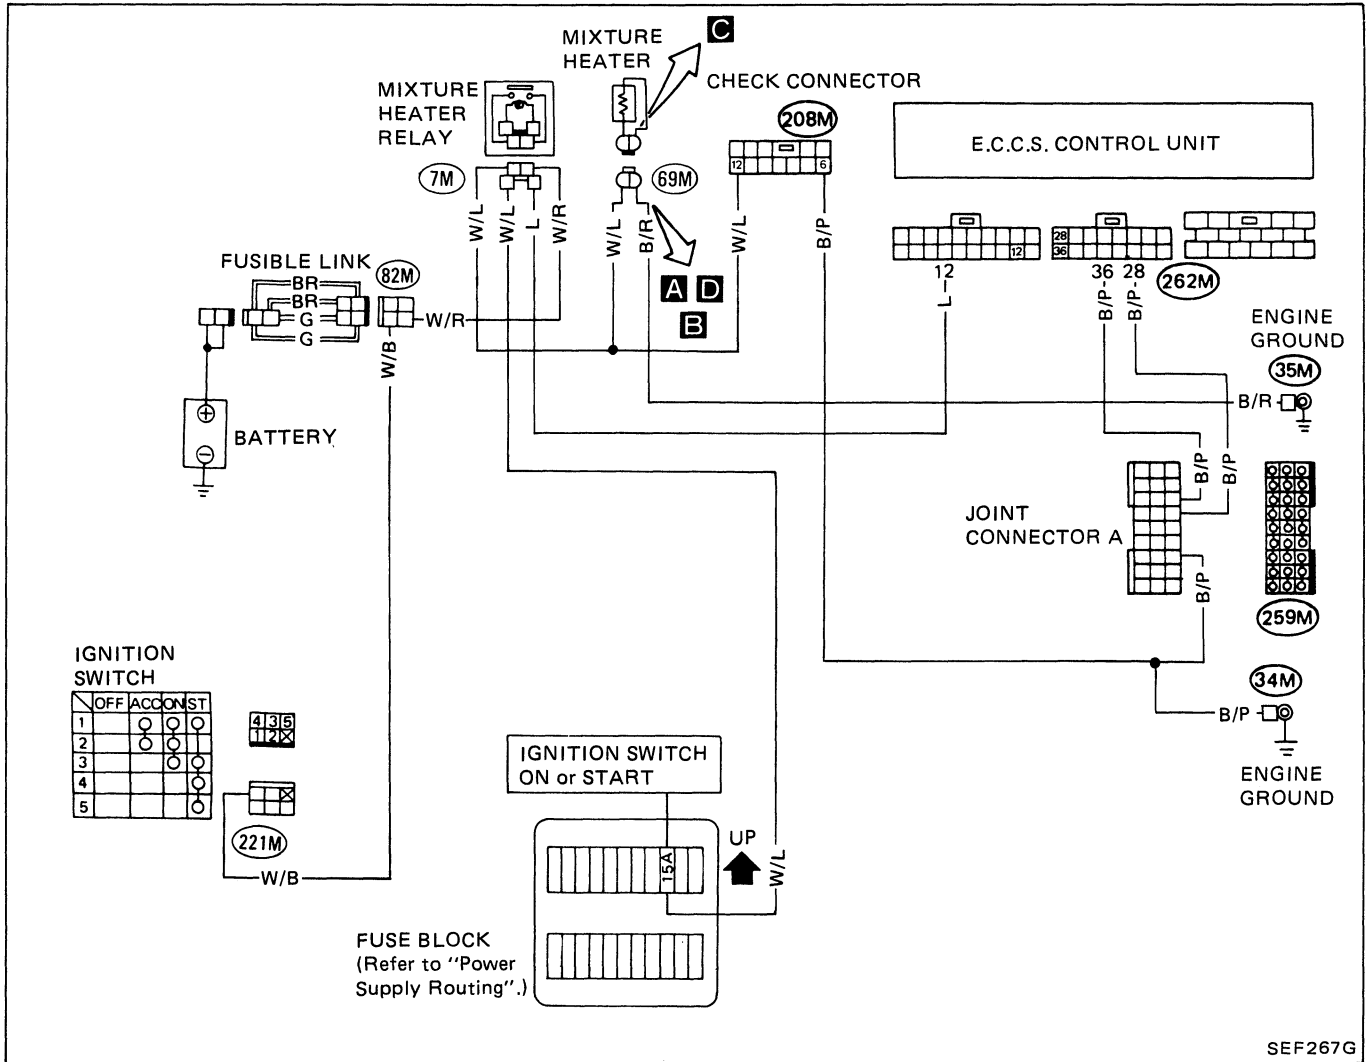 MIXTURE
HEATER
C
CHECK CONNECTOR
208M
MIXTURE
HEATER
RELAY
E.C.C.S. CONTROL UNIT
7M
69M
12
6
W/L
W/L
L
W/R
W/L
B/R
W/L
B/P
28
36
12
12
36
28
262M
L
B/P
B/P
FUSIBLE LINK
82M
BR
BR
G
G
W/R
W/B
A D
B
ENGINE
GROUND
35M
B/R
BATTERY
B/P
B/P
JOINT
CONNECTOR A
B/P
259M
34M
B/P
ENGINE
GROUND
IGNITION
SWITCH
OFF ACC ON ST
1
2
3
4
5
4 3 5
1 2
221M
W/B
IGNITION SWITCH
ON or START
15A
UP
W/L
FUSE BLOCK
(Refer to "Power
Supply Routing".)
SEF267G